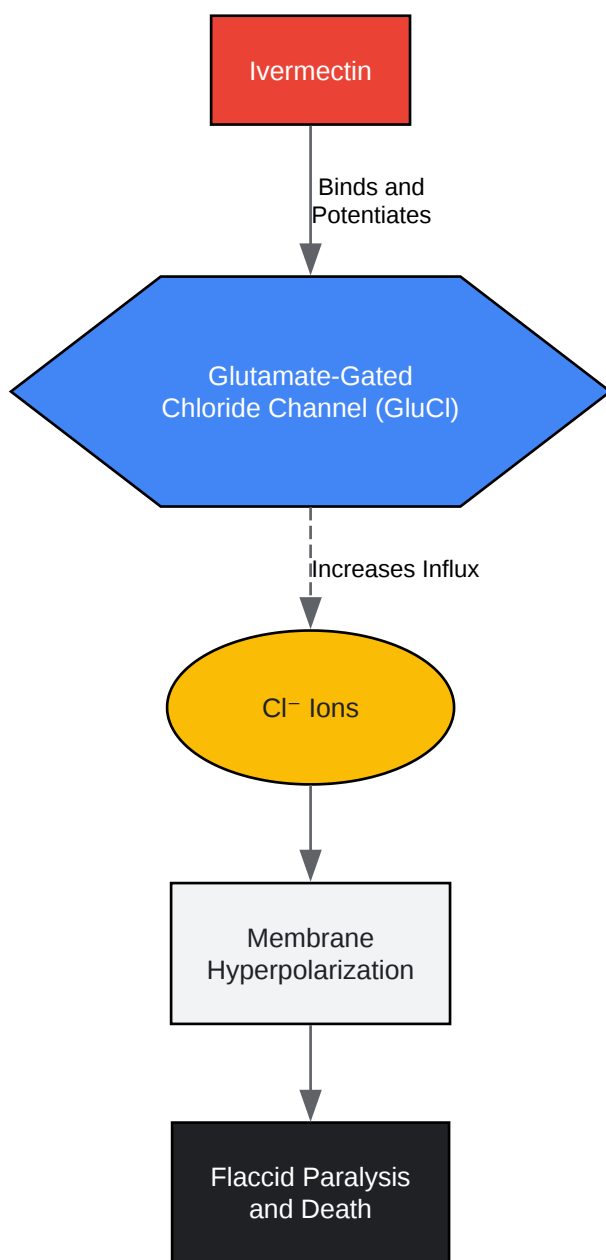 Ivermectin
Binds and
Potentiates
Glutamate-Gated
Chloride Channel (GluCl)
Increases Influx
Cl⁻ Ions
Membrane
Hyperpolarization
Flaccid Paralysis
and Death